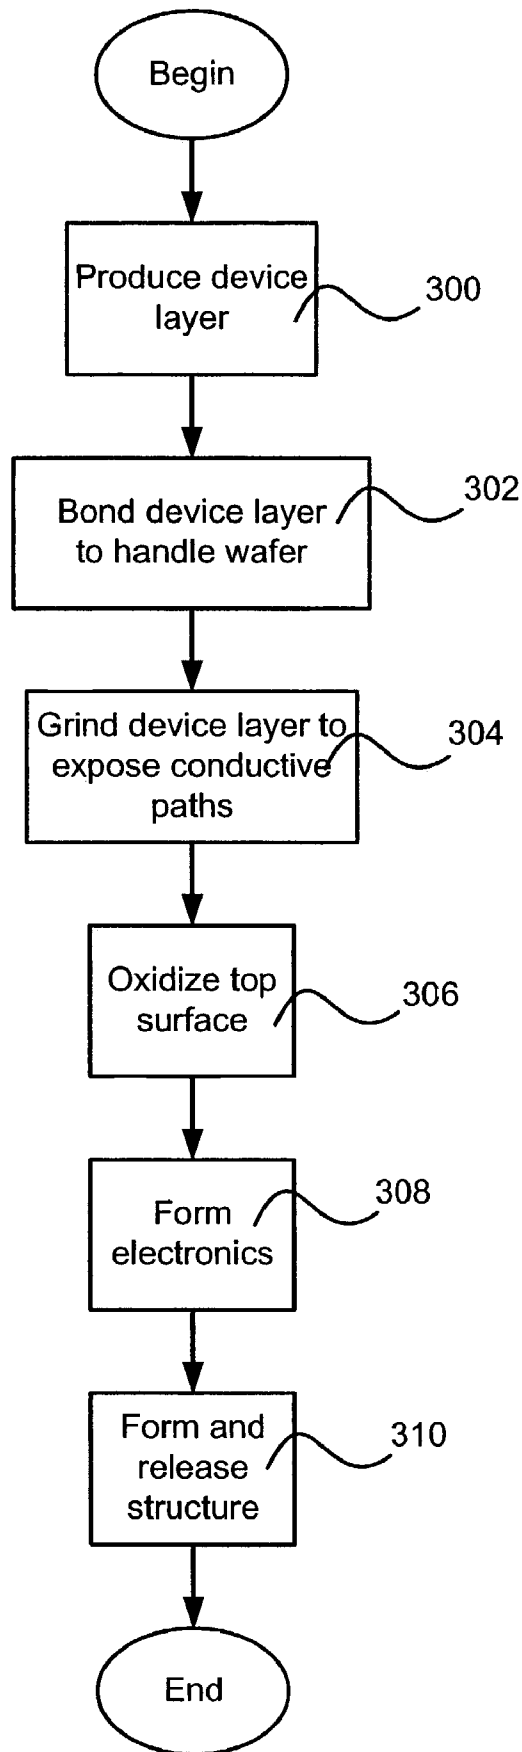 Begin
Produce device
layer
300
Bond device layer
to handle wafer
302
Grind device layer to
expose conductive
paths
304
Oxidize top
surface
306
Form
electronics
308
Form and
release
structure
310
End